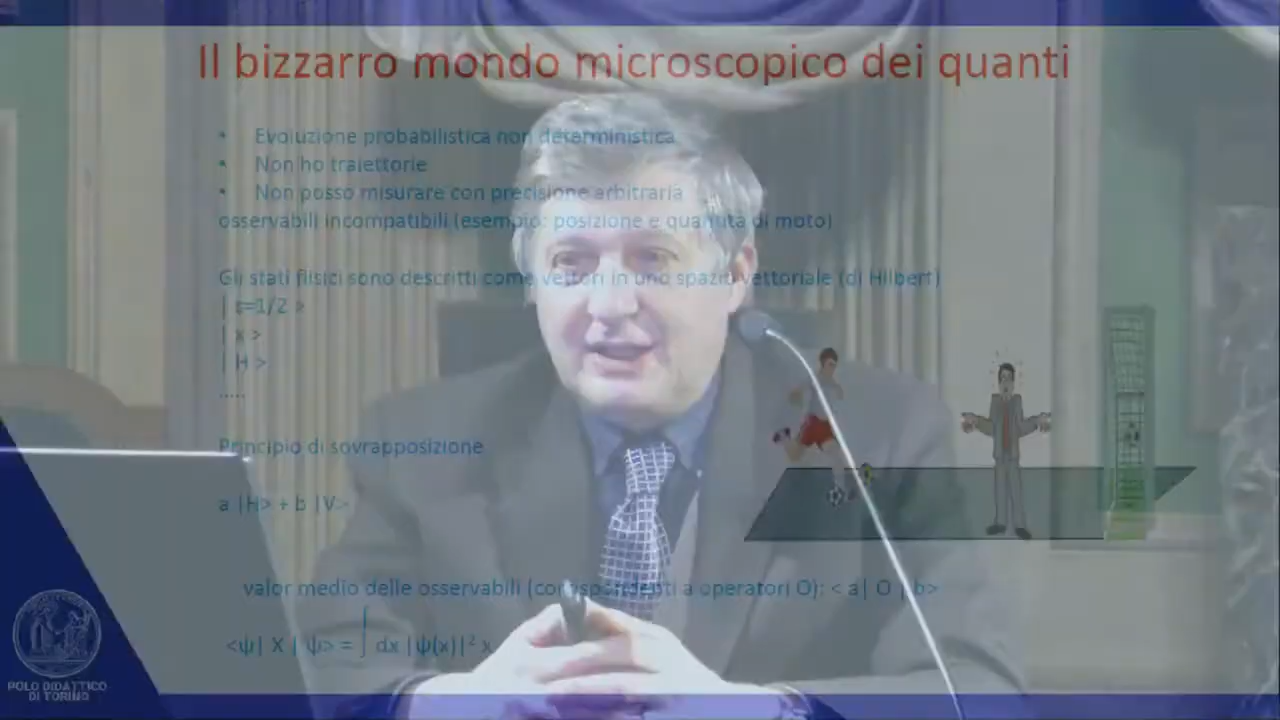 Il bizzarro mondo microscopico dei quanti
• Evoluzione probabilistica non deterministica
• Non ho traiettorie
• Non posso misurare con precisione arbitraria
osservabili incompatibili (esempio: posizione e quantità di moto)
Gli stati fiisici sono descritti come vettori in uno spazio vettoriale (di Hilbert)
| s=1/2 >
| x >
| H >
.....
Principio di sovrapposizione
a |H> + b |V>
valor medio delle osservabili (corrispondenti a operatori O): < a| O | b>
<ψ| X | ψ> = ∫ dx |ψ(x)|² x
POLO DIDATTICO
DI TORINO